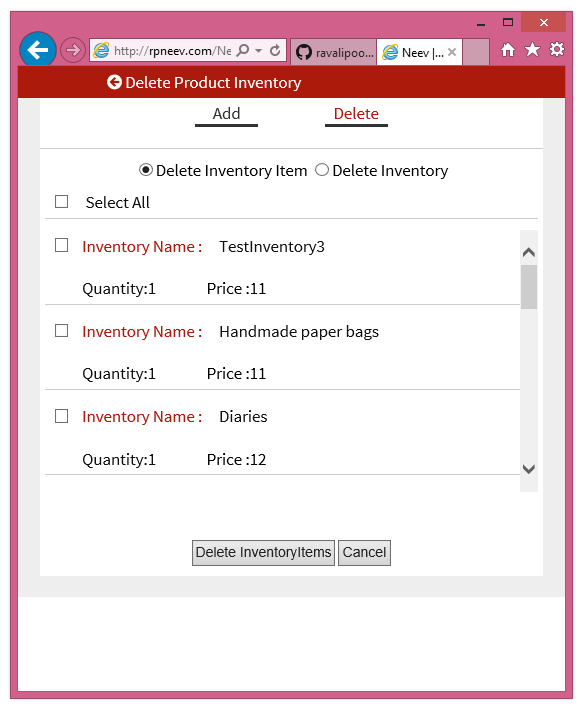 http://rpneev.com/Ne
ravalipoo...
Neev |...
Delete Product Inventory
Add Delete
Delete Inventory Item Delete Inventory
Select All
Inventory Name : TestInventory3
Quantity:1 Price :11
Inventory Name : Handmade paper bags
Quantity:1 Price :11
Inventory Name : Diaries
Quantity:1 Price :12
Delete InventoryItems Cancel